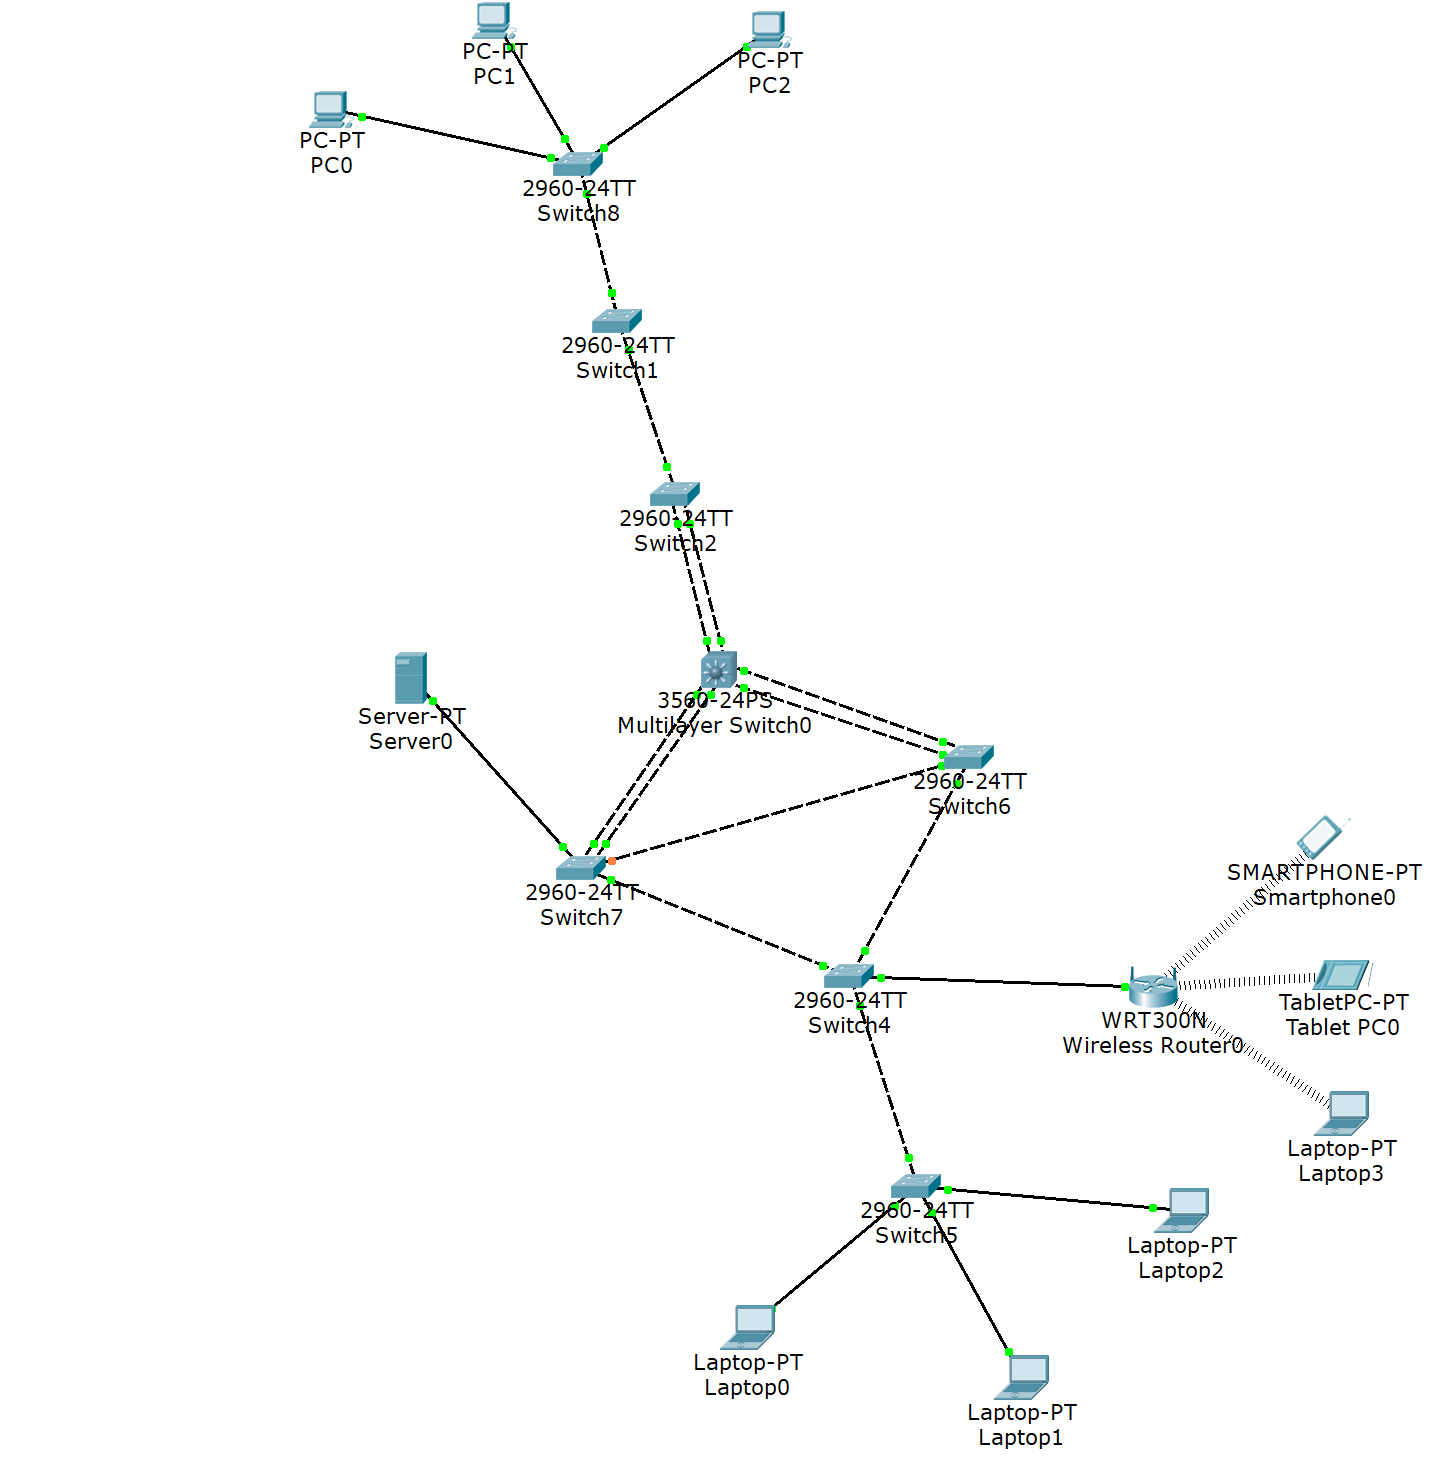 PC-PT
PC1
PC-PT
PC2
PC-PT
PC0
2960-24TT
Switch8
2960-24TT
Switch1
2960-24TT
Switch2
3560-24PS
Multilayer Switch0
Server-PT
Server0
2960-24TT
Switch6
2960-24TT
Switch7
SMARTPHONE-PT
Smartphone0
2960-24TT
Switch4
WRT300N
Wireless Router0
TabletPC-PT
Tablet PC0
Laptop-PT
Laptop3
2960-24TT
Switch5
Laptop-PT
Laptop2
Laptop-PT
Laptop0
Laptop-PT
Laptop1